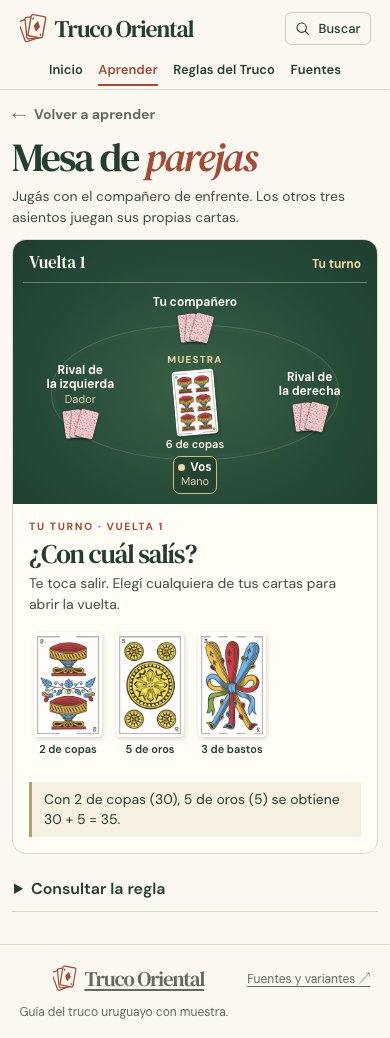 Truco Oriental
Buscar
Inicio Aprender Reglas del Truco Fuentes
← Volver a aprender
Mesa de parejas
Jugás con el compañero de enfrente. Los otros tres
asientos juegan sus propias cartas.
Vuelta 1
Tu turno
Tu compañero
MUESTRA
Rival de
la izquierda
Dador
Rival de
la derecha
6 de copas
Vos
Mano
TU TURNO · VUELTA 1
¿Con cuál salís?
Te toca salir. Elegí cualquiera de tus cartas para
abrir la vuelta.
2 de copas
5 de oros
3 de bastos
Con 2 de copas (30), 5 de oros (5) se obtiene
30 + 5 = 35.
Consultar la regla
Truco Oriental
Fuentes y variantes ↗
Guía del truco uruguayo con muestra.